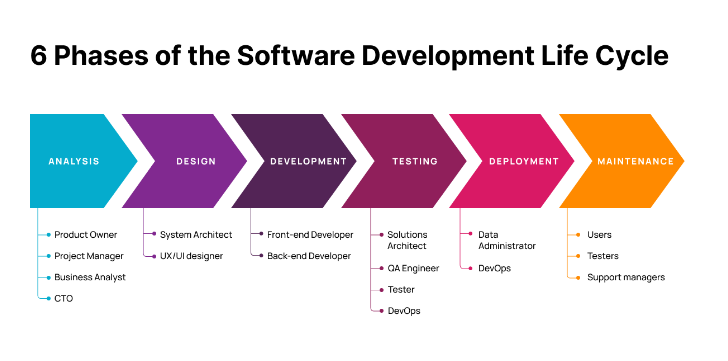 6 Phases of the Software Development Life Cycle
ANALYSIS
DESIGN
DEVELOPMENT
TESTING
DEPLOYMENT
MAINTENANCE
Product Owner
Project Manager
Business Analyst
CTO
System Architect
UX/UI designer
Front-end Developer
Back-end Developer
Solutions
Architect
QA Engineer
Tester
DevOps
Data
Administrator
DevOps
Users
Testers
Support managers